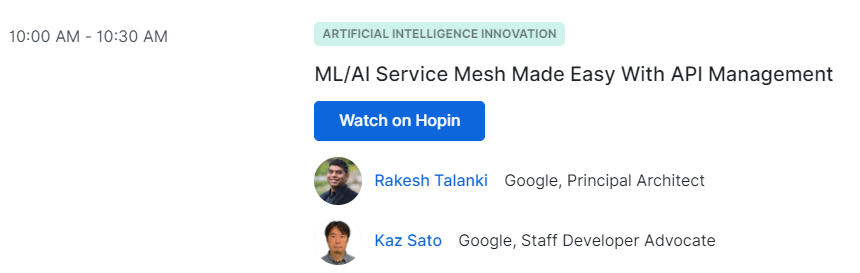 10:00 AM - 10:30 AM
ARTIFICIAL INTELLIGENCE INNOVATION
ML/AI Service Mesh Made Easy With API Management
Watch on Hopin
Rakesh Talanki Google, Principal Architect
Kaz Sato Google, Staff Developer Advocate